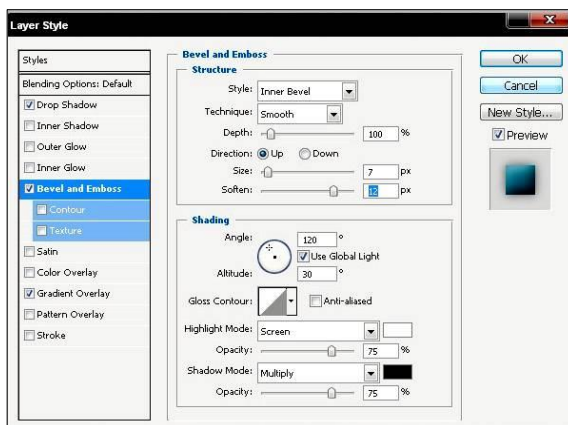 Layer Style
Styles
Blending Options: Default
Drop Shadow
Inner Shadow
Outer Glow
Inner Glow
Bevel and Emboss
Contour
Texture
Satin
Color Overlay
Gradient Overlay
Pattern Overlay
Stroke
Bevel and Emboss
Structure
Style: Inner Bevel
Technique: Smooth
Depth: 100 %
Direction: Up Down
Size: 7 px
Soften: 12 px
Shading
Angle: 120 °
Use Global Light
Altitude: 30 °
Gloss Contour: Anti-aliased
Highlight Mode: Screen
Opacity: 75 %
Shadow Mode: Multiply
Opacity: 75 %
OK
Cancel
New Style...
Preview